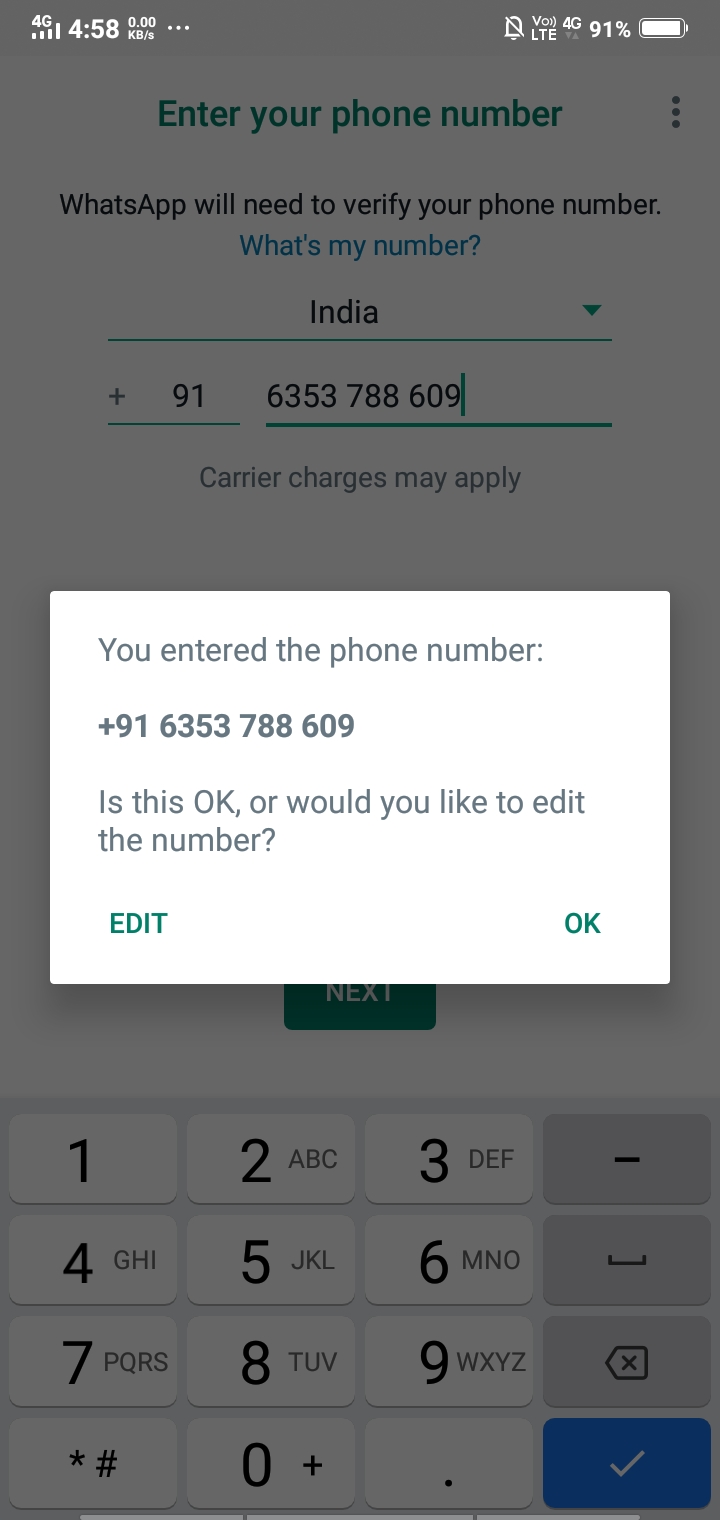 4G 4:58 0.00 KB/s ... Vo)) LTE 4G 91%
Enter your phone number
WhatsApp will need to verify your phone number.
What's my number?
India
+ 91 6353 788 609
Carrier charges may apply
You entered the phone number:
+91 6353 788 609
Is this OK, or would you like to edit
the number?
EDIT OK
NEXT
1 2 ABC 3 DEF –
4 GHI 5 JKL 6 MNO
7 PQRS 8 TUV 9 WXYZ
* # 0 + .